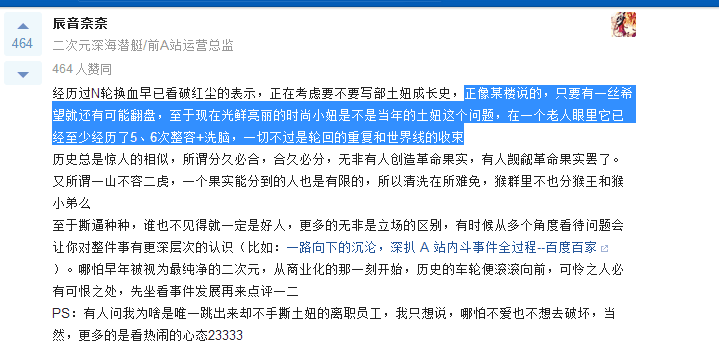 辰音奈奈
464
二次元深海潜艇/前A站运营总监
464 人赞同
经历过N轮换血早已看破红尘的表示，正在考虑要不要写部土妞成长史，正像某楼说的，只要有一丝希
望就还有可能翻盘，至于现在光鲜亮丽的时尚小妞是不是当年的土妞这个问题，在一个老人眼里它已
经至少经历了5、6次整容+洗脑，一切不过是轮回的重复和世界线的收束
历史总是惊人的相似，所谓分久必合，合久必分，无非有人创造革命果实，有人觊觎革命果实罢了。
又所谓一山不容二虎，一个果实能分到的人也是有限的，所以清洗在所难免，猴群里不也分猴王和猴
小弟么
至于撕逼种种，谁也不见得就一定是好人，更多的无非是立场的区别，有时候从多个角度看待问题会
让你对整件事有更深层次的认识（比如：一路向下的沉沦，深扒 A 站内斗事件全过程--百度百家
）。哪怕早年被视为最纯净的二次元，从商业化的那一刻开始，历史的车轮便滚滚向前，可怜之人必
有可恨之处，先坐看事件发展再来点评一二
PS：有人问我为啥是唯一跳出来却不手撕土妞的离职员工，我只想说，哪怕不爱也不想去破坏，当
然，更多的是看热闹的心态23333